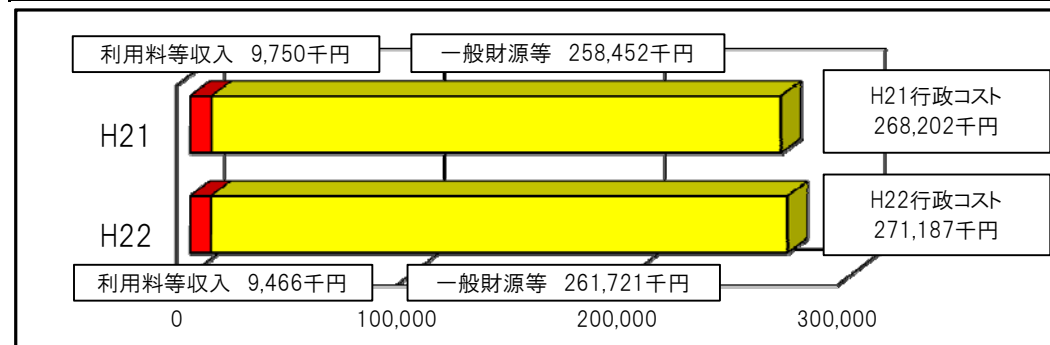 利用料等収入 9,750千円
一般財源等 258,452千円
H21行政コスト
268,202千円
H21
H22
H22行政コスト
271,187千円
利用料等収入 9,466千円
一般財源等 261,721千円
0
100,000
200,000
300,000